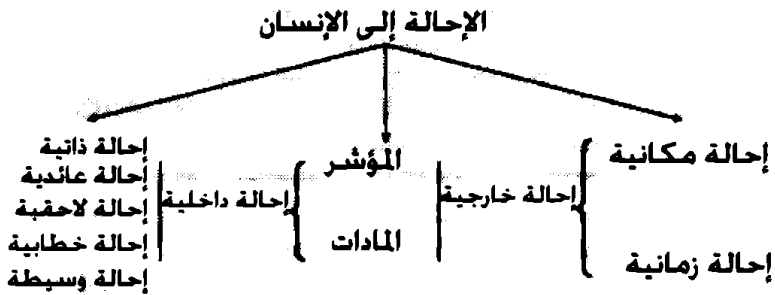 الإحالة إلى الإنسان
إحالة مكانية
إحالة زمانية
إحالة خارجية
المؤشر
المادات
إحالة داخلية
إحالة ذاتية
إحالة عائدية
إحالة لاحقبة
إحالة خطابية
إحالة وسيطة